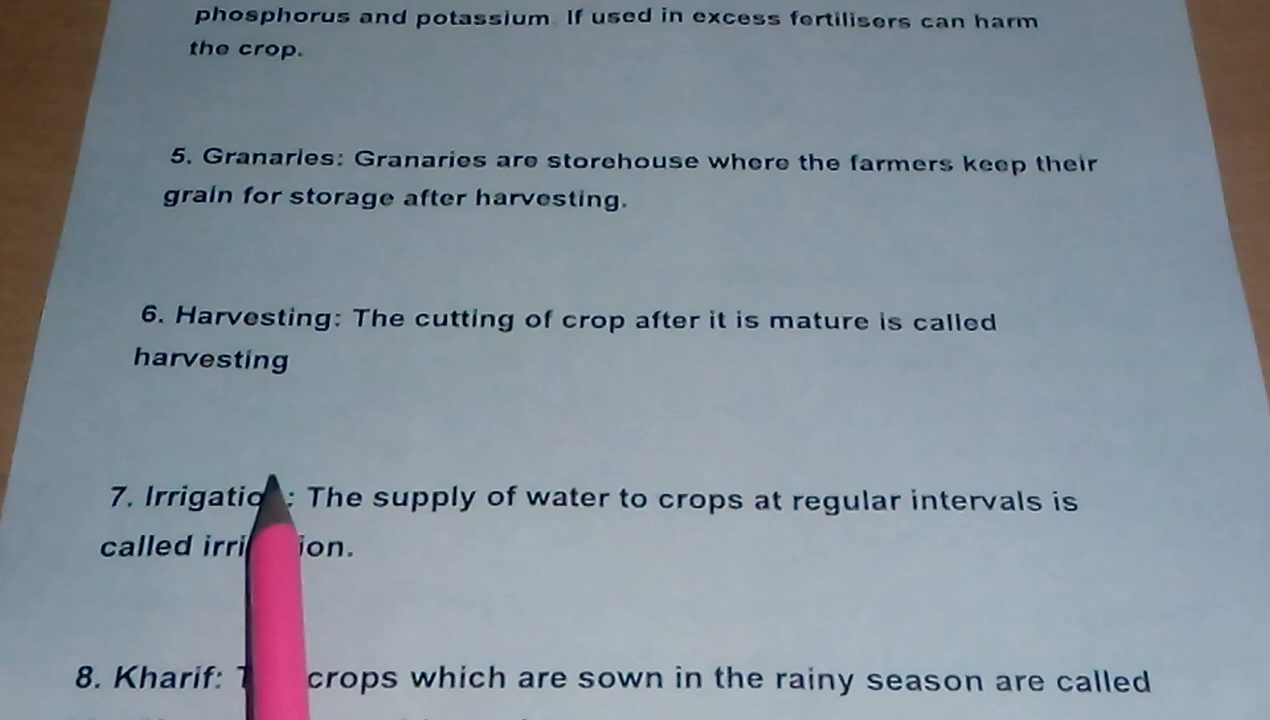 phosphorus and potassium If used in excess fertilisers can harm
the crop.
5. Granaries: Granaries are storehouse where the farmers keep their
grain for storage after harvesting.
6. Harvesting: The cutting of crop after it is mature is called
harvesting
7. Irrigation: The supply of water to crops at regular intervals is
called irrigation.
8. Kharif: crops which are sown in the rainy season are called